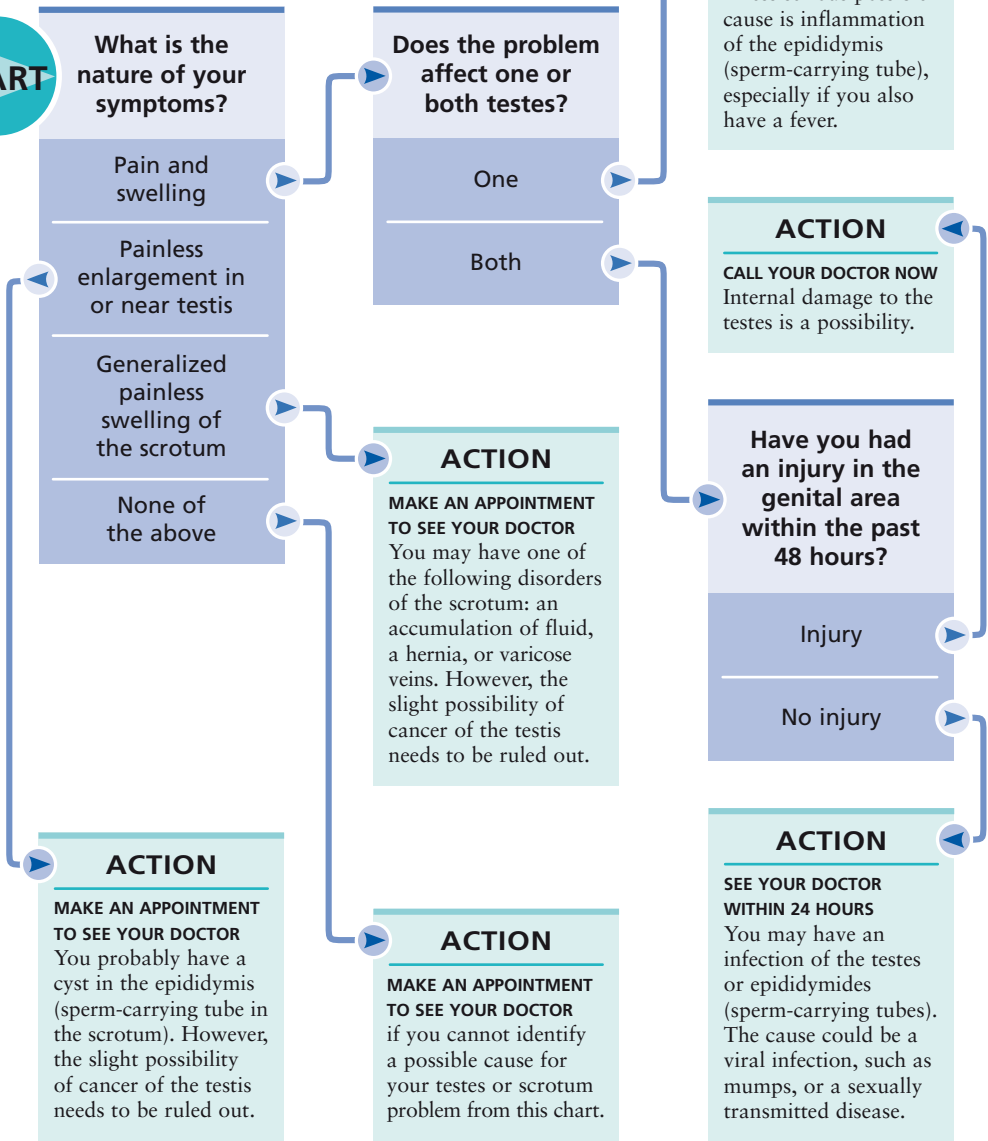 ART
What is the
nature of your
symptoms?
Pain and
swelling
Painless
enlargement in
or near testis
Generalized
painless
swelling of
the scrotum
None of
the above
ACTION
MAKE AN APPOINTMENT
TO SEE YOUR DOCTOR
You probably have a
cyst in the epididymis
(sperm-carrying tube in
the scrotum). However,
the slight possibility
of cancer of the testis
needs to be ruled out.
Does the problem
affect one or
both testes?
One
Both
ACTION
MAKE AN APPOINTMENT
TO SEE YOUR DOCTOR
You may have one of
the following disorders
of the scrotum: an
accumulation of fluid,
a hernia, or varicose
veins. However, the
slight possibility of
cancer of the testis
needs to be ruled out.
ACTION
MAKE AN APPOINTMENT
TO SEE YOUR DOCTOR
if you cannot identify
a possible cause for
your testes or scrotum
problem from this chart.
cause is inflammation
of the epididymis
(sperm-carrying tube),
especially if you also
have a fever.
ACTION
CALL YOUR DOCTOR NOW
Internal damage to the
testes is a possibility.
Have you had
an injury in the
genital area
within the past
48 hours?
Injury
No injury
ACTION
SEE YOUR DOCTOR
WITHIN 24 HOURS
You may have an
infection of the testes
or epididymides
(sperm-carrying tubes).
The cause could be a
viral infection, such as
mumps, or a sexually
transmitted disease.